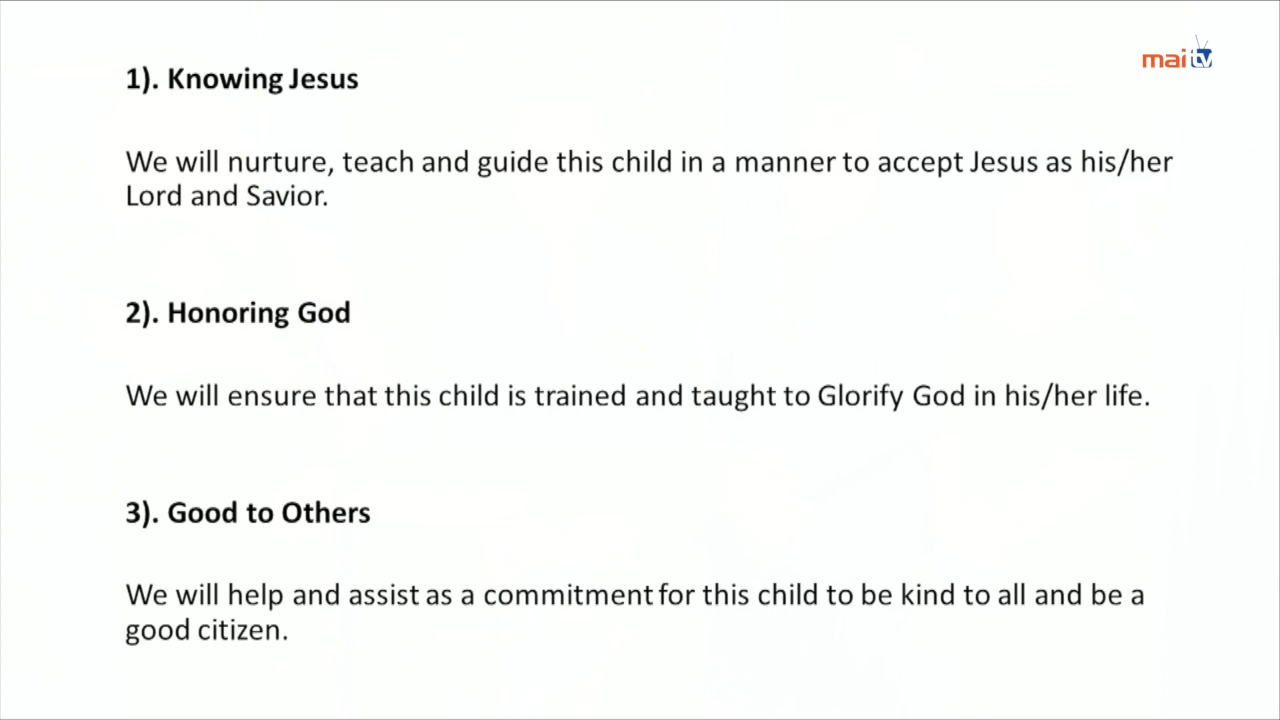 mai tv
1). Knowing Jesus
We will nurture, teach and guide this child in a manner to accept Jesus as his/her
Lord and Savior.
2). Honoring God
We will ensure that this child is trained and taught to Glorify God in his/her life.
3). Good to Others
We will help and assist as a commitment for this child to be kind to all and be a
good citizen.